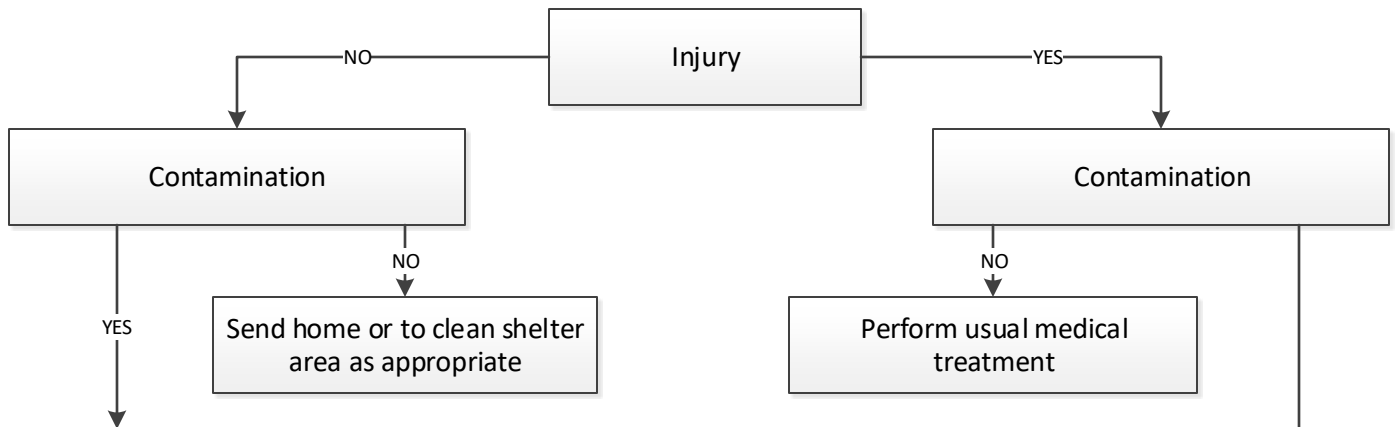 Injury
NO
YES
Contamination
Contamination
NO
NO
YES
Send home or to clean shelter
area as appropriate
Perform usual medical
treatment